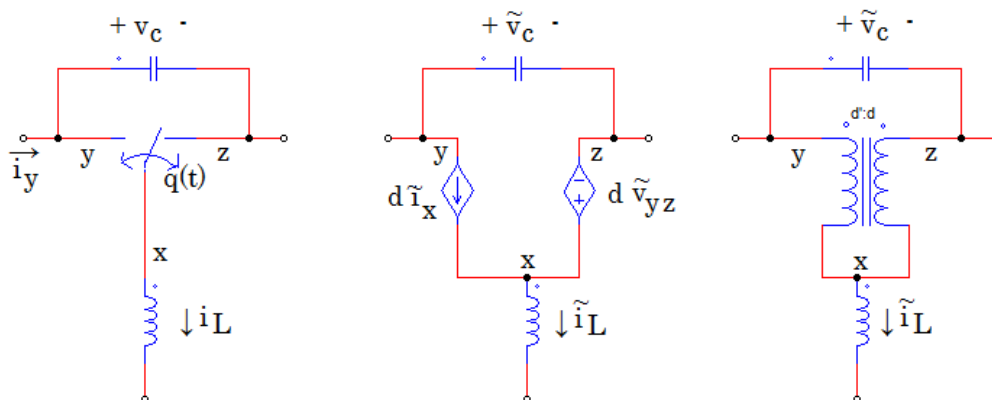 + v_c -
y
z
i_y
q(t)
x
↓ i_L
+ ṽ_c -
y
z
d ĩ_x
d ṽ_yz
x
↓ ĩ_L
+ ṽ_c -
d':d
y
z
x
↓ ĩ_L